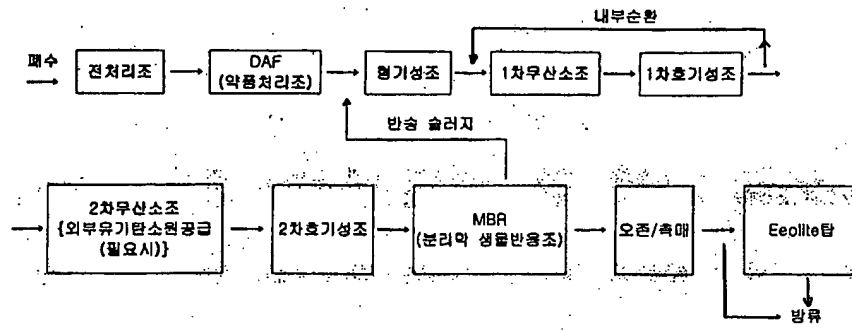 내부순환
폐수
전처리조
DAF
(약품처리조)
혐기성조
1차무산소조
1차호기성조
반송 슬러지
2차무산소조
{외부유기탄소원공급
(필요시)}
2차호기성조
MBR
(분리막 생물반응조)
오존/촉매
Eeolite탑
방류